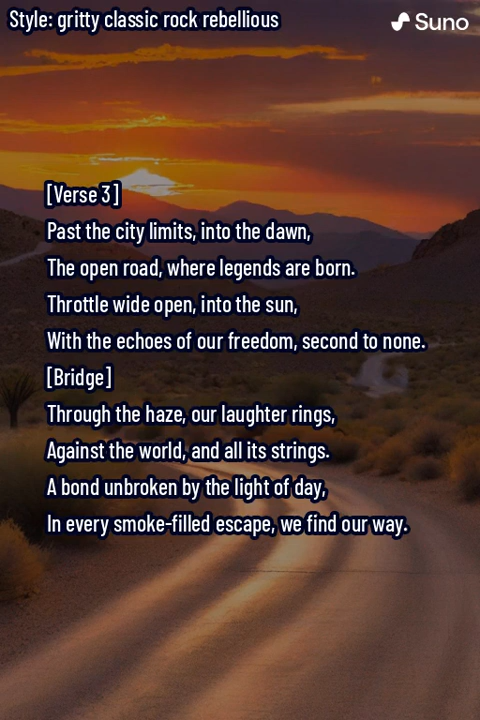 Style: gritty classic rock rebellious
Suno
[Verse 3]
Past the city limits, into the dawn,
The open road, where legends are born.
Throttle wide open, into the sun,
With the echoes of our freedom, second to none.
[Bridge]
Through the haze, our laughter rings,
Against the world, and all its strings.
A bond unbroken by the light of day,
In every smoke-filled escape, we find our way.